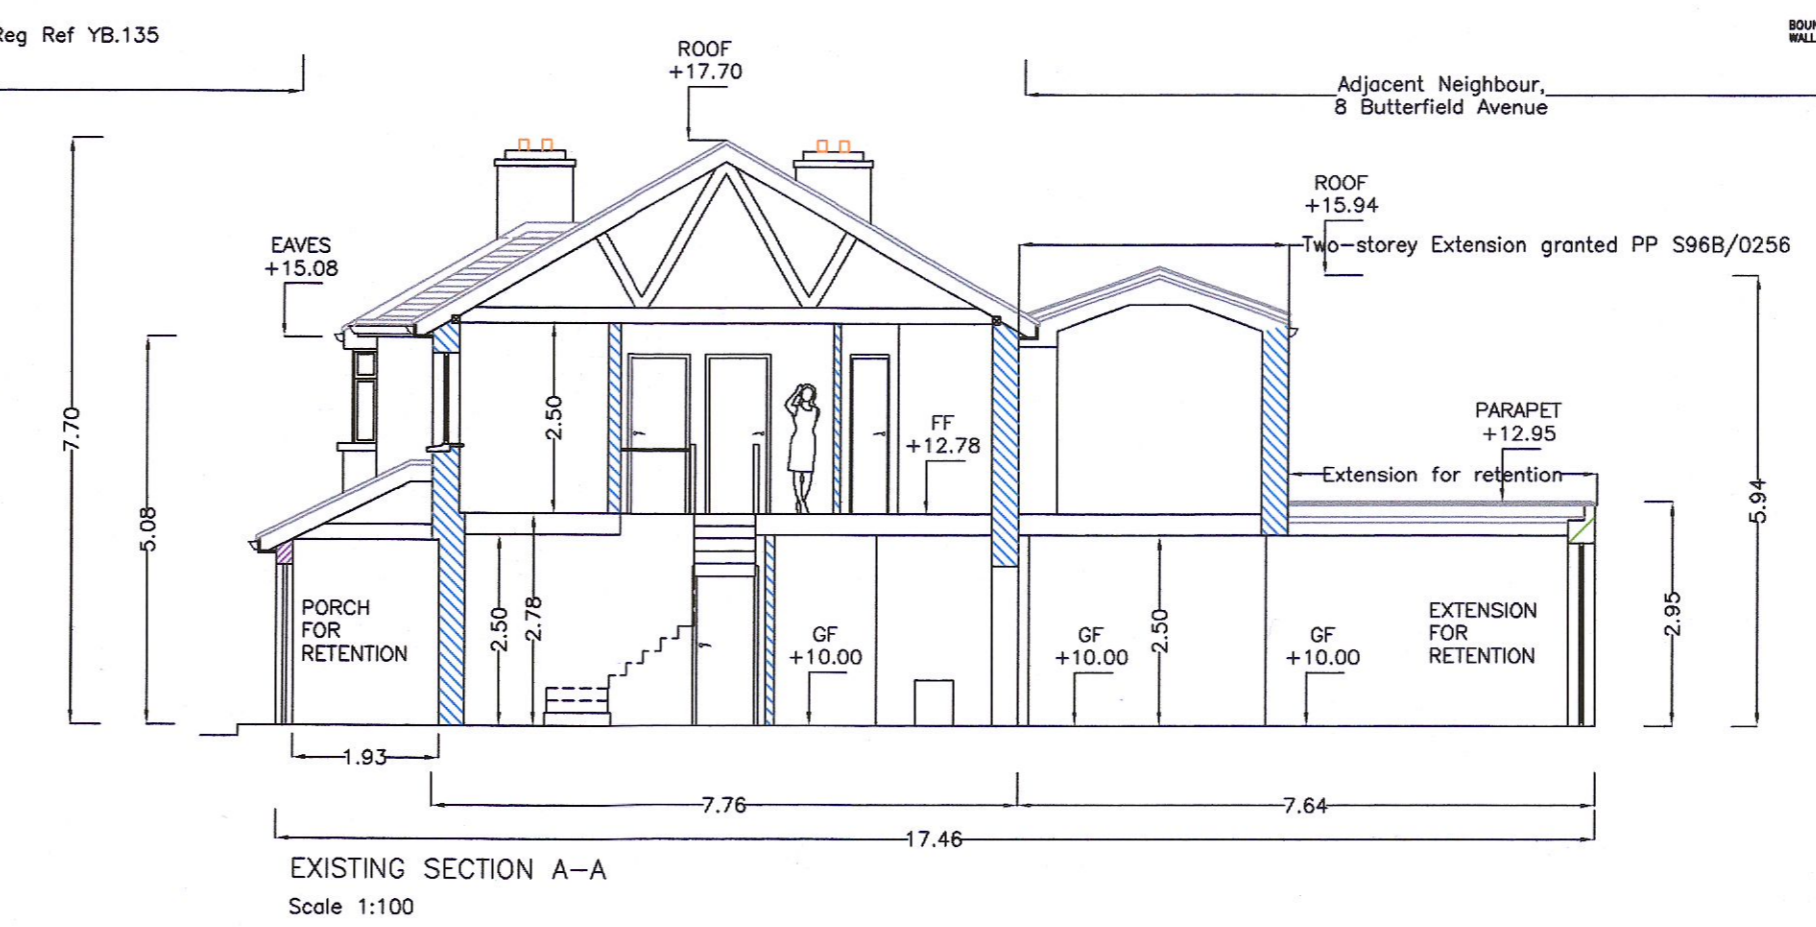 Reg Ref YB.135
ROOF
+17.70
Adjacent Neighbour,
8 Butterfield Avenue
ROOF
+15.94
Two-storey Extension granted PP S96B/0256
EAVES
+15.08
7.70
5.08
2.50
FF
+12.78
PARAPET
+12.95
Extension for retention
5.94
PORCH
FOR
RETENTION
2.50
2.78
GF
+10.00
GF
+10.00
2.50
GF
+10.00
EXTENSION
FOR
RETENTION
2.95
1.93
7.76
7.64
17.46
EXISTING SECTION A-A
Scale 1:100